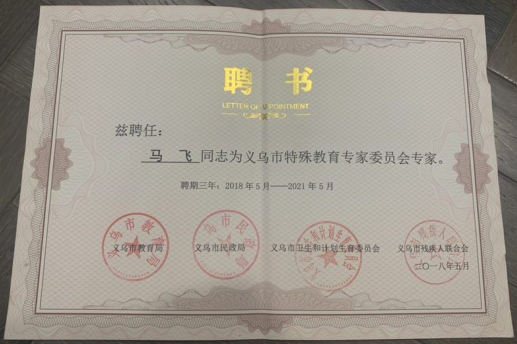 聘书
LETTER OF APPOINTMENT
兹聘任：
马 飞 同志为义乌市特殊教育专家委员会专家。
聘期三年：2018年5月——2021年5月
义乌市教育局 义乌市民政局 义乌市卫生和计划生育委员会 义乌市残疾人联合会
二〇一八年五月